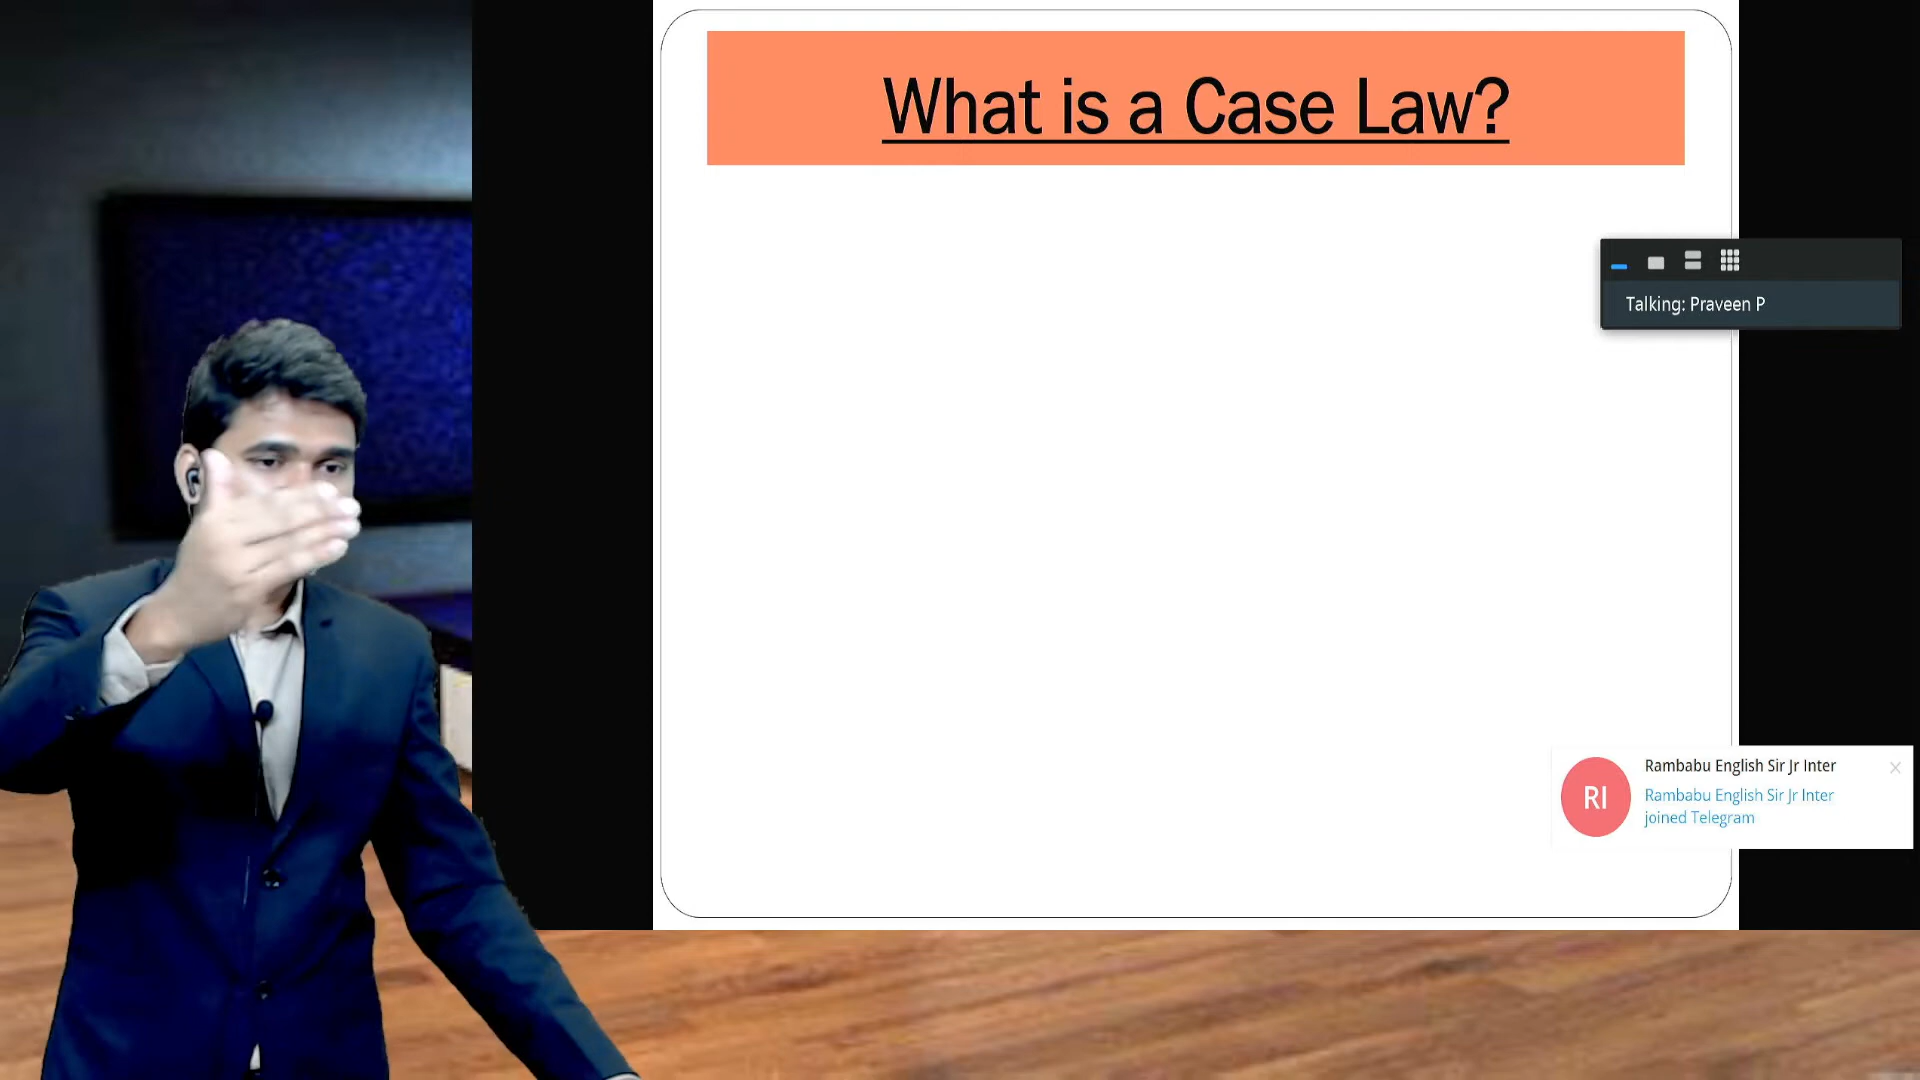 What is a Case Law?
Talking: Praveen P
RI
Rambabu English Sir Jr Inter
Rambabu English Sir Jr Inter
joined Telegram